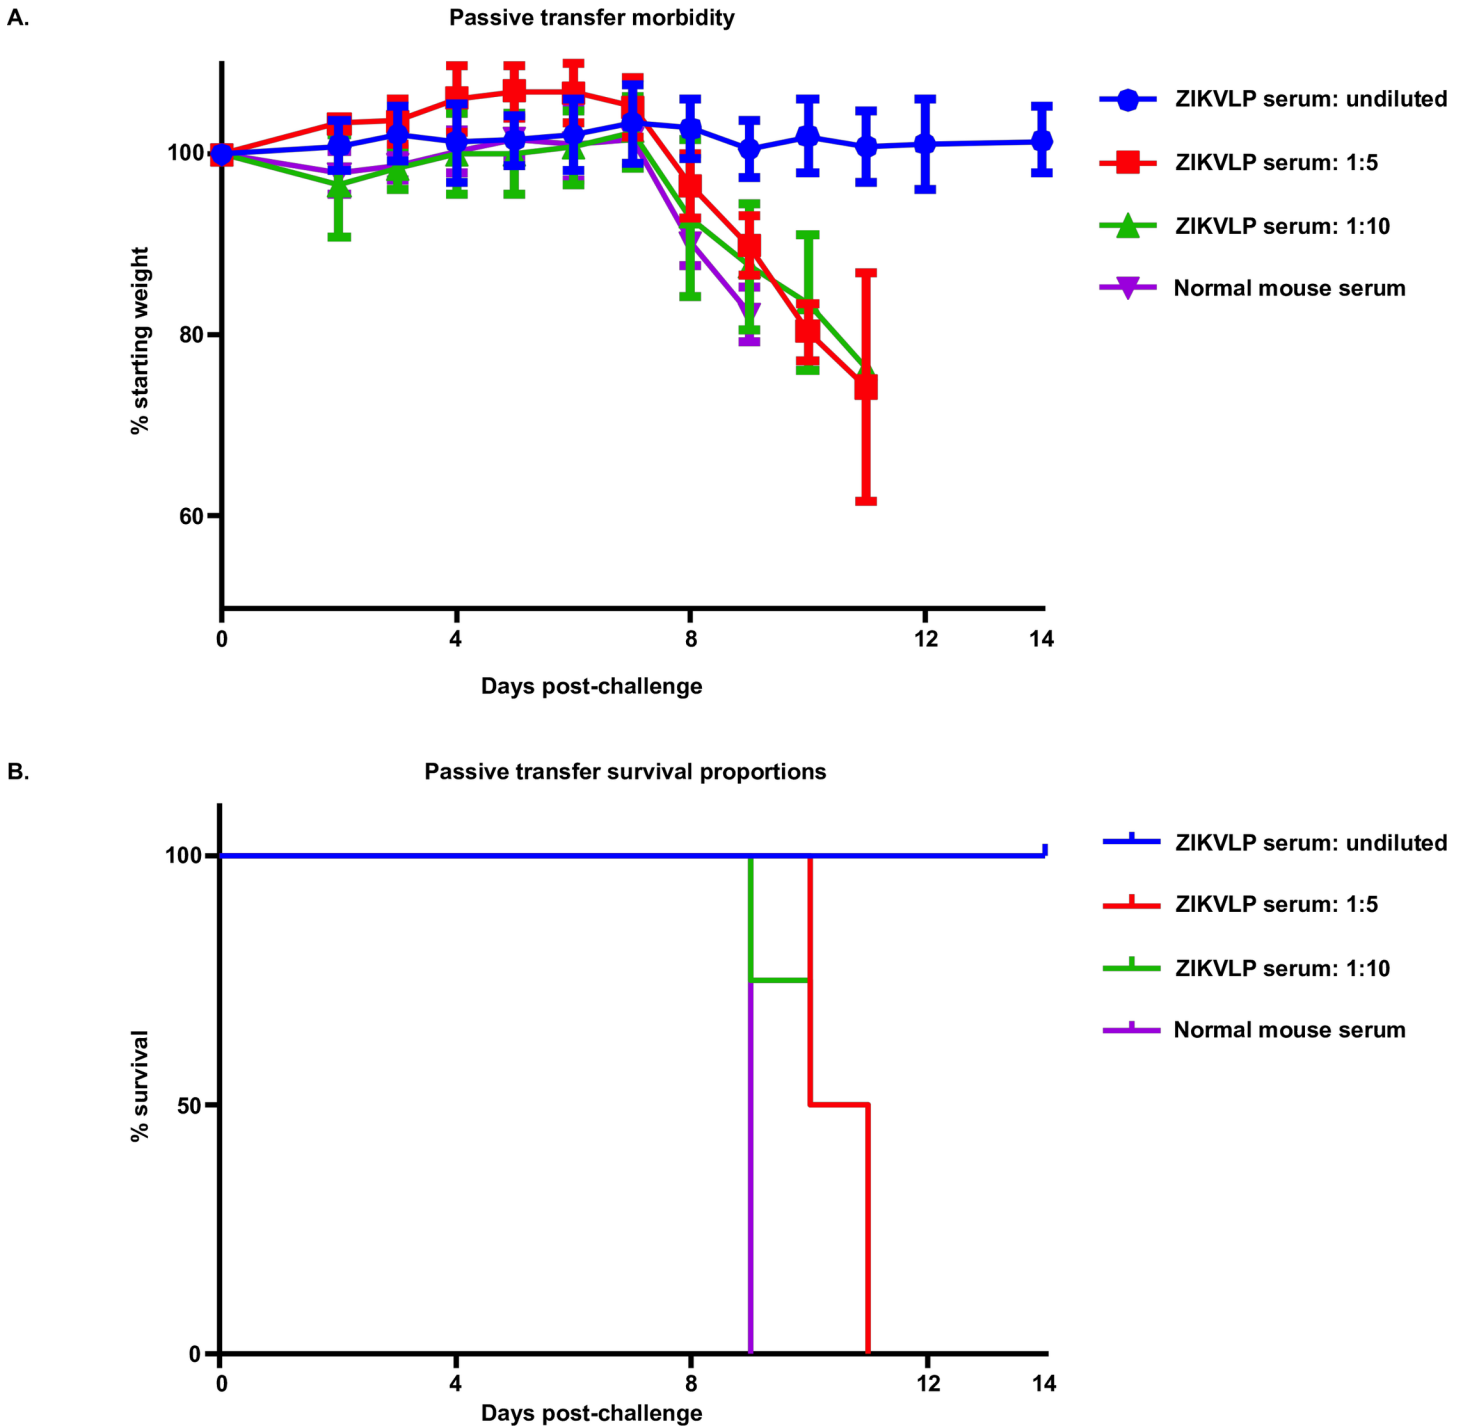 A.
Passive transfer morbidity
100
80
60
% starting weight
0 4 8 12 14
Days post-challenge
ZIKVLP serum: undiluted
ZIKVLP serum: 1:5
ZIKVLP serum: 1:10
Normal mouse serum
B.
Passive transfer survival proportions
100
50
0
% survival
0 4 8 12 14
Days post-challenge
ZIKVLP serum: undiluted
ZIKVLP serum: 1:5
ZIKVLP serum: 1:10
Normal mouse serum